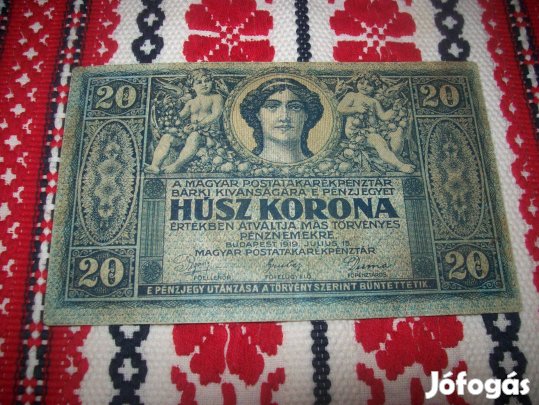 20 20
A MAGYAR POSTATAKARÉKPÉNZTÁR
BÁRKI KIVÁNSÁGÁRA E PÉNZJEGYET
HÚSZ KORONA
ÉRTÉKBEN ÁTVÁLTJA MÁS TÖRVÉNYES
PÉNZNEMEKRE.
BUDAPEST 1919. JULIUS 15.
MAGYAR POSTATAKARÉKPÉNZTÁR
20 20
E PÉNZJEGY UTÁNZÁSA A TÖRVÉNY SZERINT BÜNTETTETIK
Jófogás